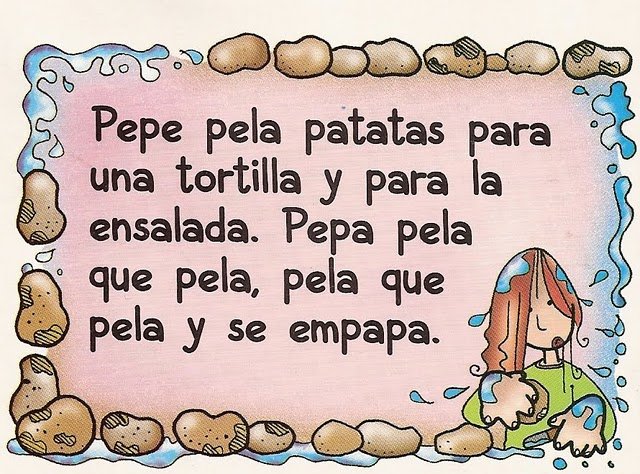 Pepe pela patatas para
una tortilla y para la
ensalada. Pepa pela
que pela, pela que
pela y se empapa.